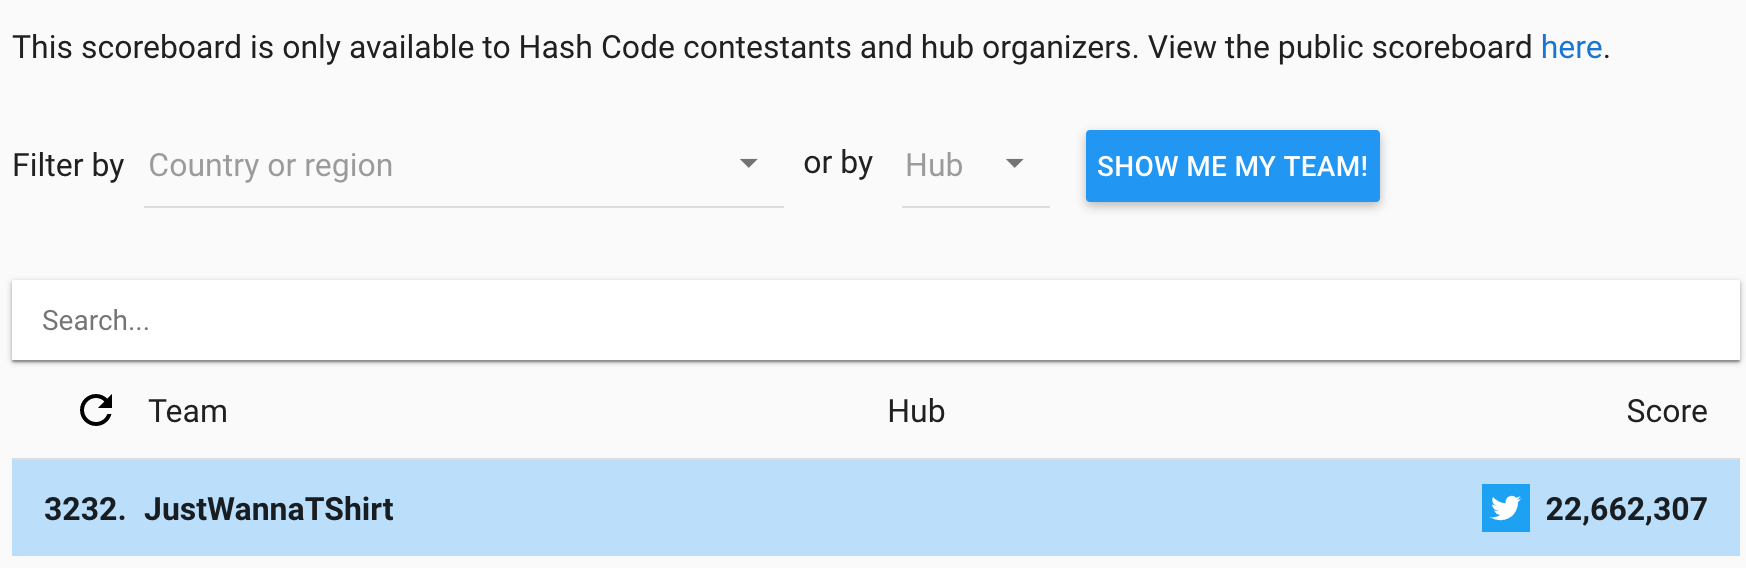 This scoreboard is only available to Hash Code contestants and hub organizers. View the public scoreboard here.
Filter by Country or region or by Hub SHOW ME MY TEAM!
Search...
Team Hub Score
3232. JustWannaTShirt 22,662,307